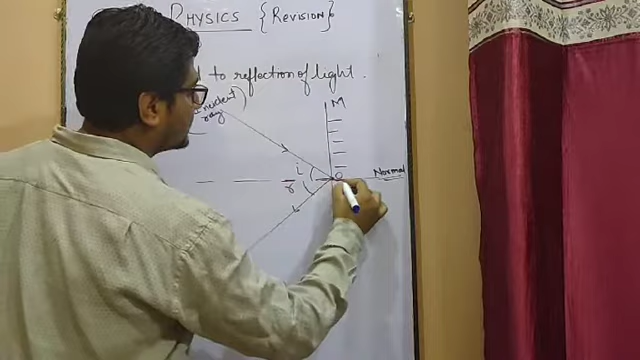 PHYSICS {REVISION}
to reflection of light.
Incident
ray
M
i
r
O
Normal